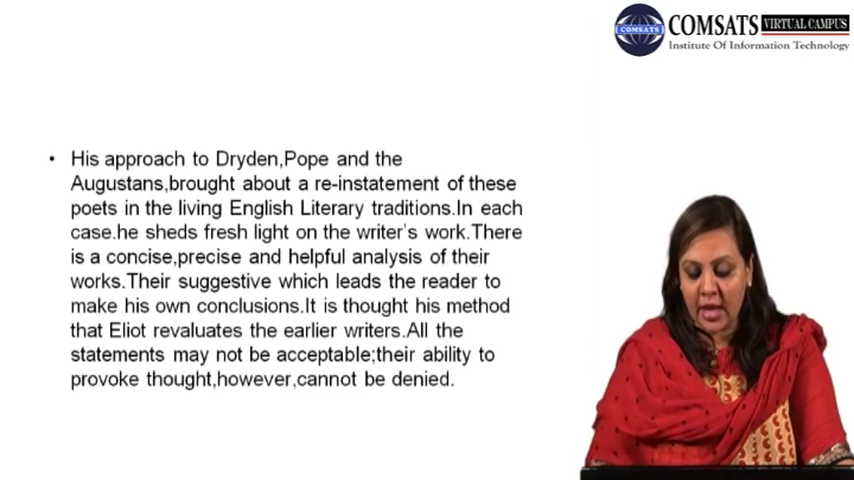 COMSATS
COMSATS VIRTUAL CAMPUS
Institute Of Information Technology
• His approach to Dryden,Pope and the
Augustans,brought about a re-instatement of these
poets in the living English Literary traditions.In each
case.he sheds fresh light on the writer's work.There
is a concise,precise and helpful analysis of their
works.Their suggestive which leads the reader to
make his own conclusions.It is thought his method
that Eliot revaluates the earlier writers.All the
statements may not be acceptable;their ability to
provoke thought,however,cannot be denied.